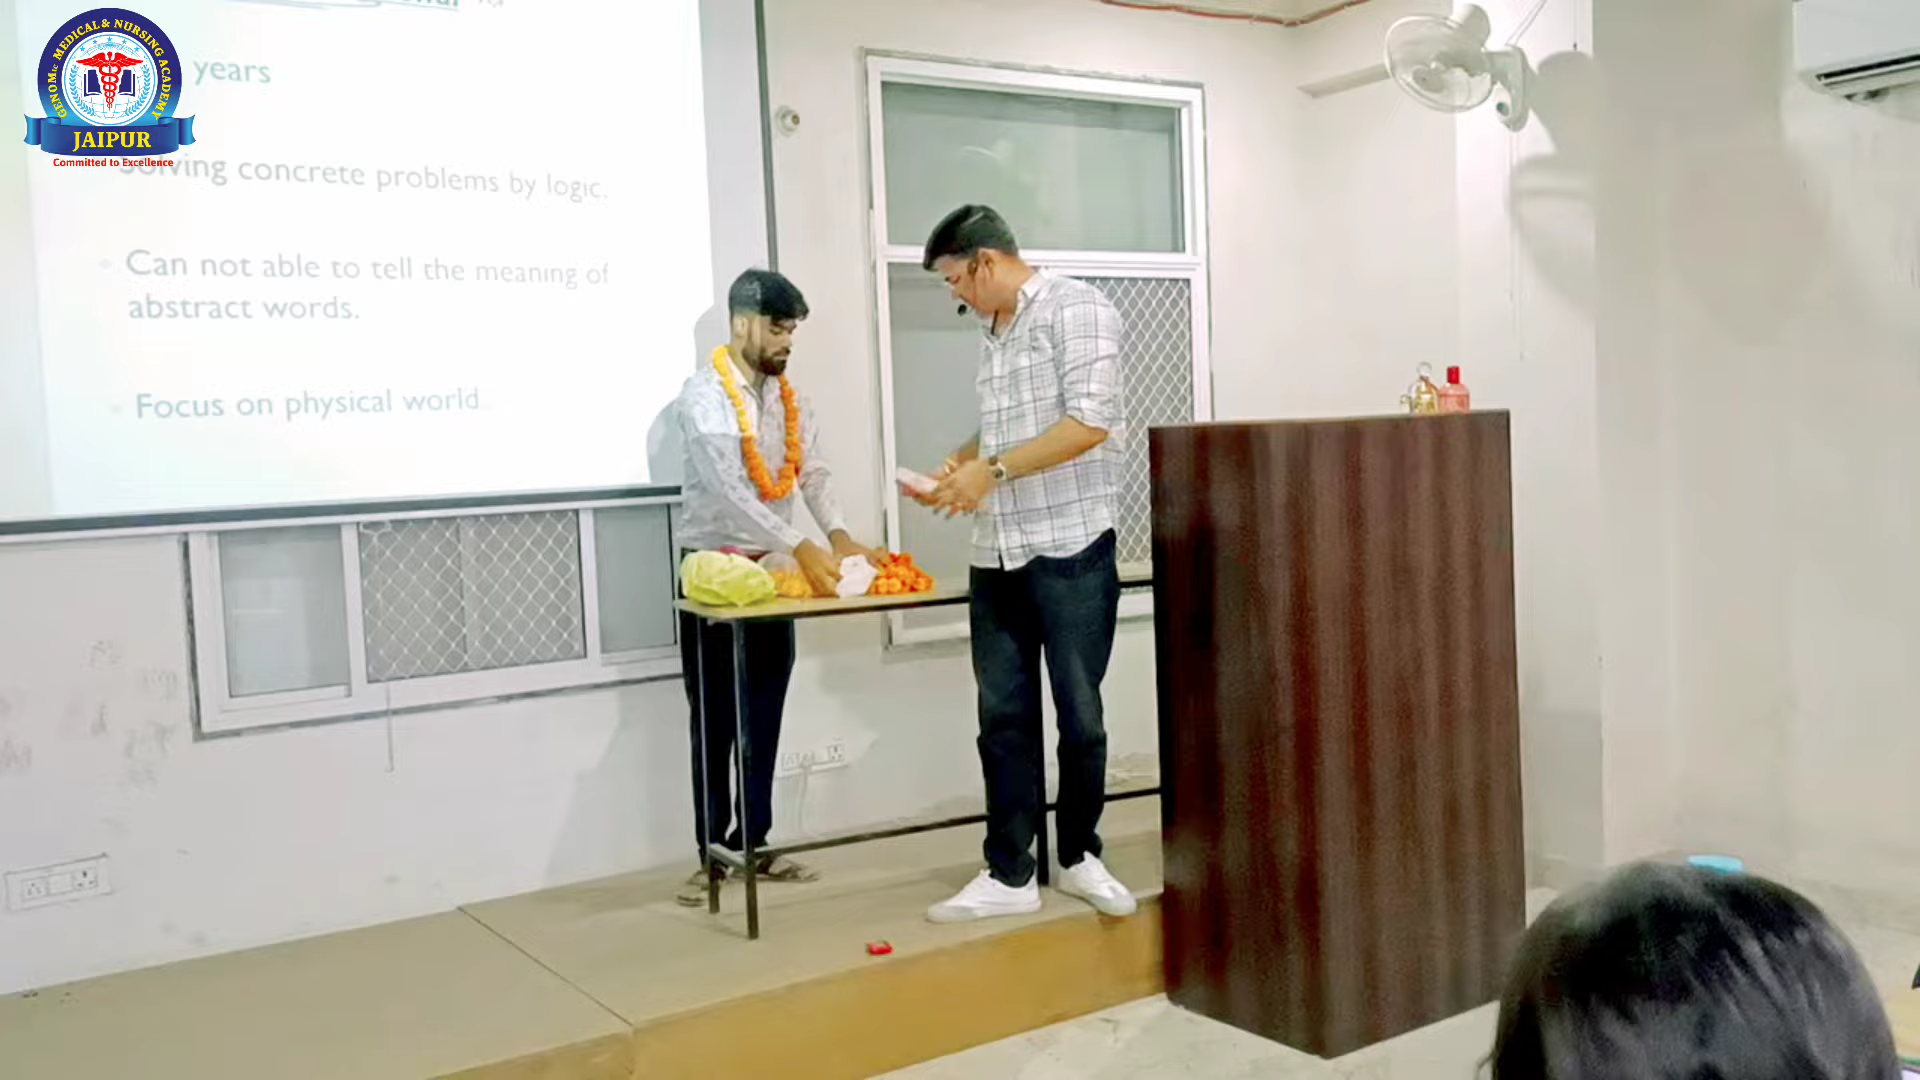 GENOMic MEDICAL & NURSING ACADEMY
JAIPUR
Committed to Excellence
years
solving concrete problems by logic.
Can not able to tell the meaning of
abstract words.
Focus on physical world